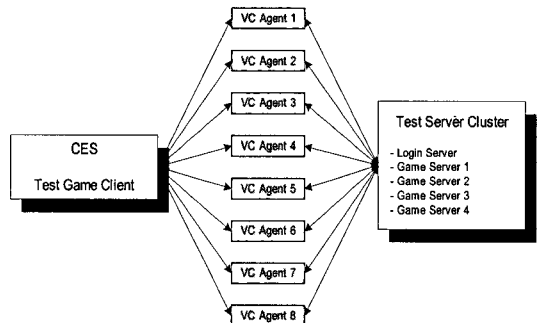 VC Agent 1
VC Agent 2
VC Agent 3
VC Agent 4
VC Agent 5
VC Agent 6
VC Agent 7
VC Agent 8
CES
Test Game Client
Test Server Cluster
- Login Server
- Game Server 1
- Game Server 2
- Game Server 3
- Game Server 4